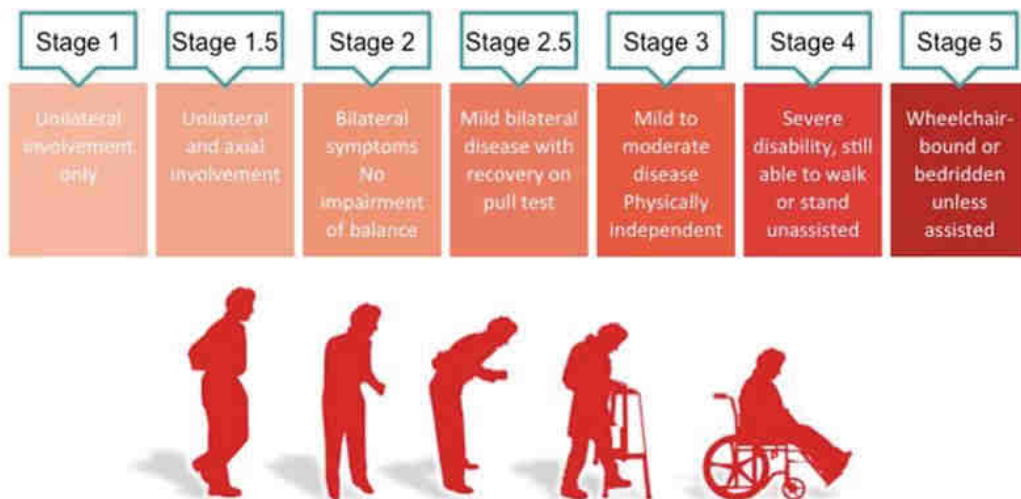 Stage 1
Unilateral
involvement
only
Stage 1.5
Unilateral
and axial
involvement
Stage 2
Bilateral
symptoms
No
impairment
of balance
Stage 2.5
Mild bilateral
disease with
recovery on
pull test
Stage 3
Mild to
moderate
disease
Physically
independent
Stage 4
Severe
disability, still
able to walk
or stand
unassisted
Stage 5
Wheelchair-
bound or
bedridden
unless
assisted